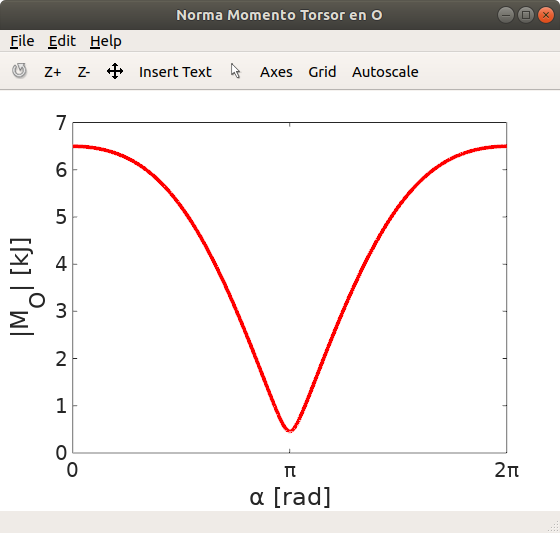 Norma Momento Torsor en O
File Edit Help
Z+ Z- Insert Text Axes Grid Autoscale
7
6
5
4
3
2
1
0
|M_O| [kJ]
0 π 2π
α [rad]